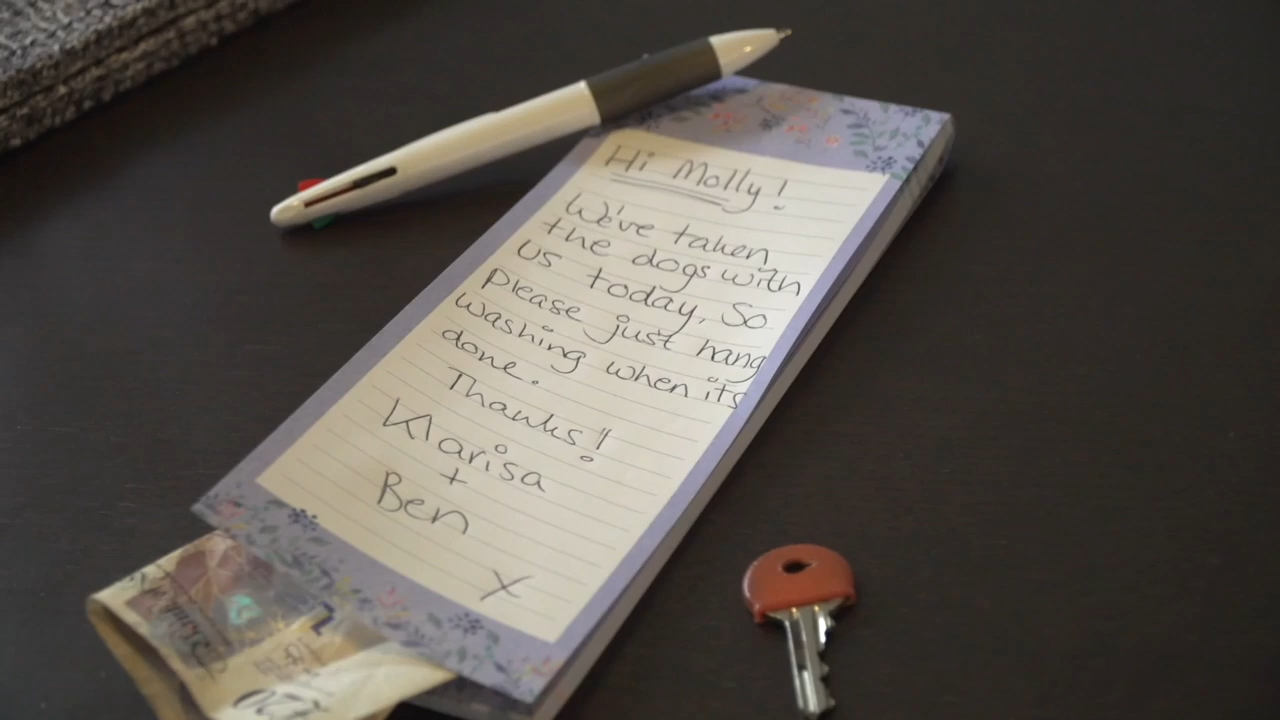 Hi Molly!
We've taken
the dogs with
us today, So
please just hang
washing when its
done.
Thanks!
Klarisa
+
Ben
X
20